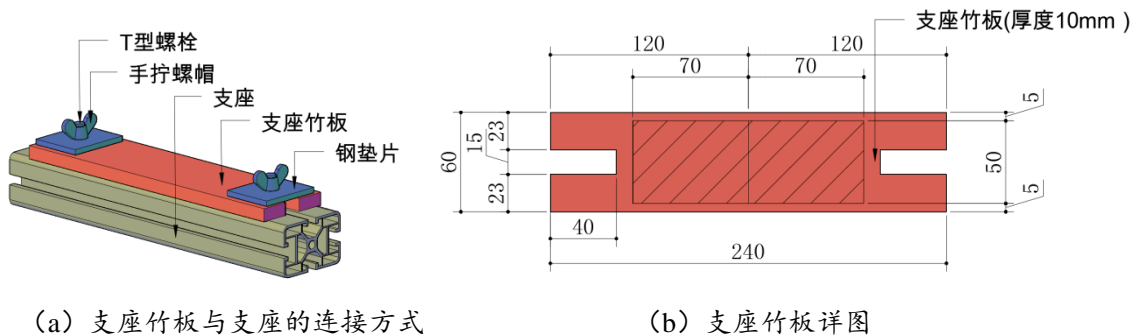 T型螺栓
手拧螺帽
支座
支座竹板
钢垫片
支座竹板(厚度10mm )
120
120
70
70
5
60
23
15
23
50
5
40
240
（a）支座竹板与支座的连接方式
（b）支座竹板详图